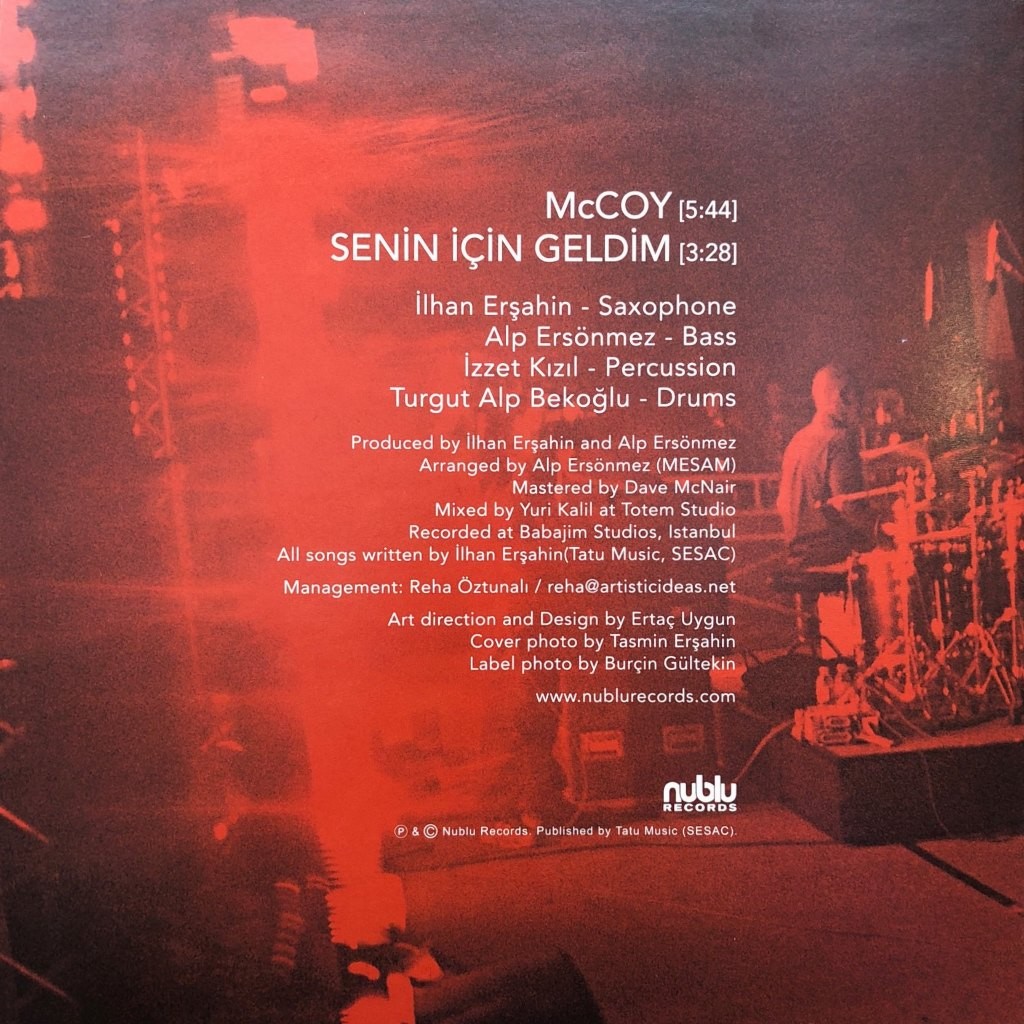 McCOY [5:44]
SENİN İÇİN GELDİM [3:28]
İlhan Erşahin - Saxophone
Alp Ersönmez - Bass
İzzet Kızıl - Percussion
Turgut Alp Bekoğlu - Drums
Produced by İlhan Erşahin and Alp Ersönmez
Arranged by Alp Ersönmez (MESAM)
Mastered by Dave McNair
Mixed by Yuri Kalil at Totem Studio
Recorded at Babajim Studios, Istanbul
All songs written by İlhan Erşahin(Tatu Music, SESAC)
Management: Reha Öztunalı / reha@artisticideas.net
Art direction and Design by Ertaç Uygun
Cover photo by Tasmin Erşahin
Label photo by Burçin Gültekin
www.nublurecords.com
nublu
RECORDS
℗ & © Nublu Records. Published by Tatu Music (SESAC).